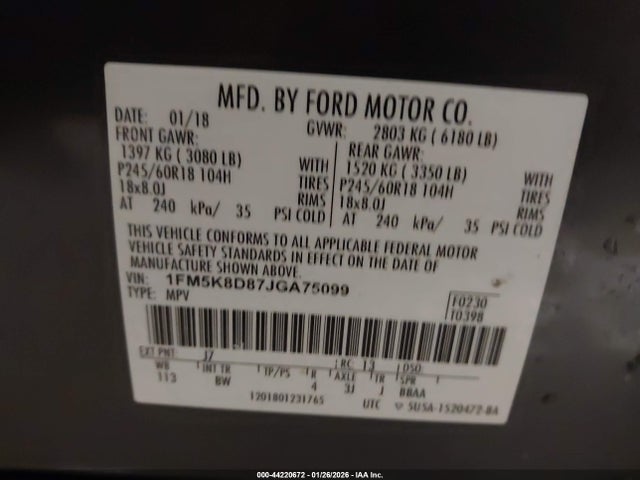 MFD. BY FORD MOTOR CO.
DATE: 01/18 GVWR: 2803 KG ( 6180 LB)
FRONT GAWR: REAR GAWR:
1397 KG ( 3080 LB) WITH 1520 KG ( 3350 LB) WITH
P245/60R18 104H TIRES P245/60R18 104H TIRES
18x8.0J RIMS 18x8.0J RIMS
AT 240 kPa/ 35 PSI COLD AT 240 kPa/ 35 PSI COLD
THIS VEHICLE CONFORMS TO ALL APPLICABLE FEDERAL MOTOR
VEHICLE SAFETY STANDARDS IN EFFECT ON THE DATE OF
MANUFACTURE SHOWN ABOVE.
VIN: 1FM5K8D87JGA75099 F0230
TYPE: MPV T0398
EXT PNT: J7 RC: 13 DSO:
WB INT TR TP/PS R AXLE TR SPR
113 BW 4 3J J BBAA
1201801231765 UTC ▽ 5U5A-1520472-BA
000-44220672 - 01/26/2026 - IAA Inc.